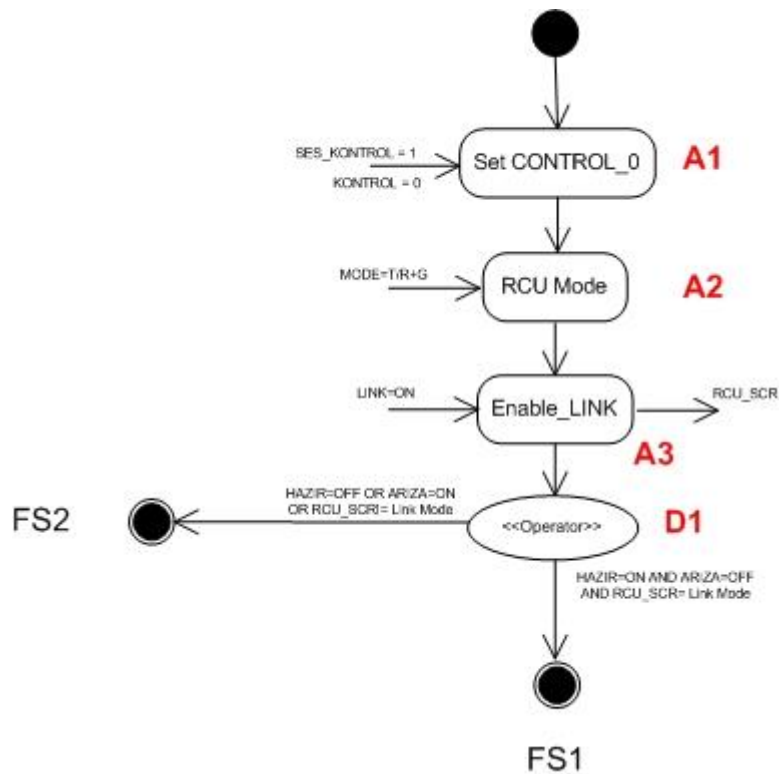 SES_KONTROL = 1
KONTROL = 0
Set CONTROL_0
A1
MODE=T/R+G
RCU Mode
A2
LINK=ON
Enable_LINK
RCU_SCR
A3
HAZIR=OFF OR ARIZA=ON
OR RCU_SCR!= Link Mode
FS2
<<Operator>>
D1
HAZIR=ON AND ARIZA=OFF
AND RCU_SCR= Link Mode
FS1